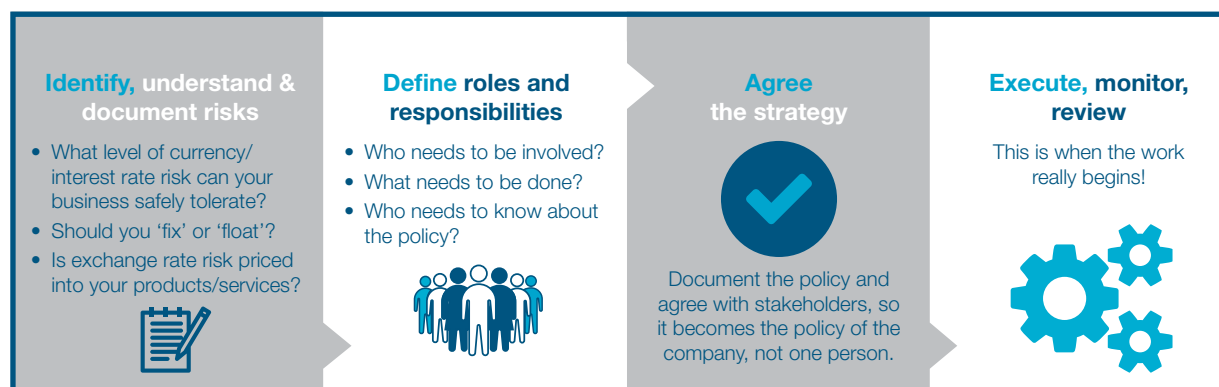 Identify, understand &
document risks
• What level of currency/
interest rate risk can your
business safely tolerate?
• Should you ‘fix’ or ‘float’?
• Is exchange rate risk priced
into your products/services?
Define roles and
responsibilities
• Who needs to be involved?
• What needs to be done?
• Who needs to know about
the policy?
Agree
the strategy
Document the policy and
agree with stakeholders, so
it becomes the policy of the
company, not one person.
Execute, monitor,
review
This is when the work
really begins!